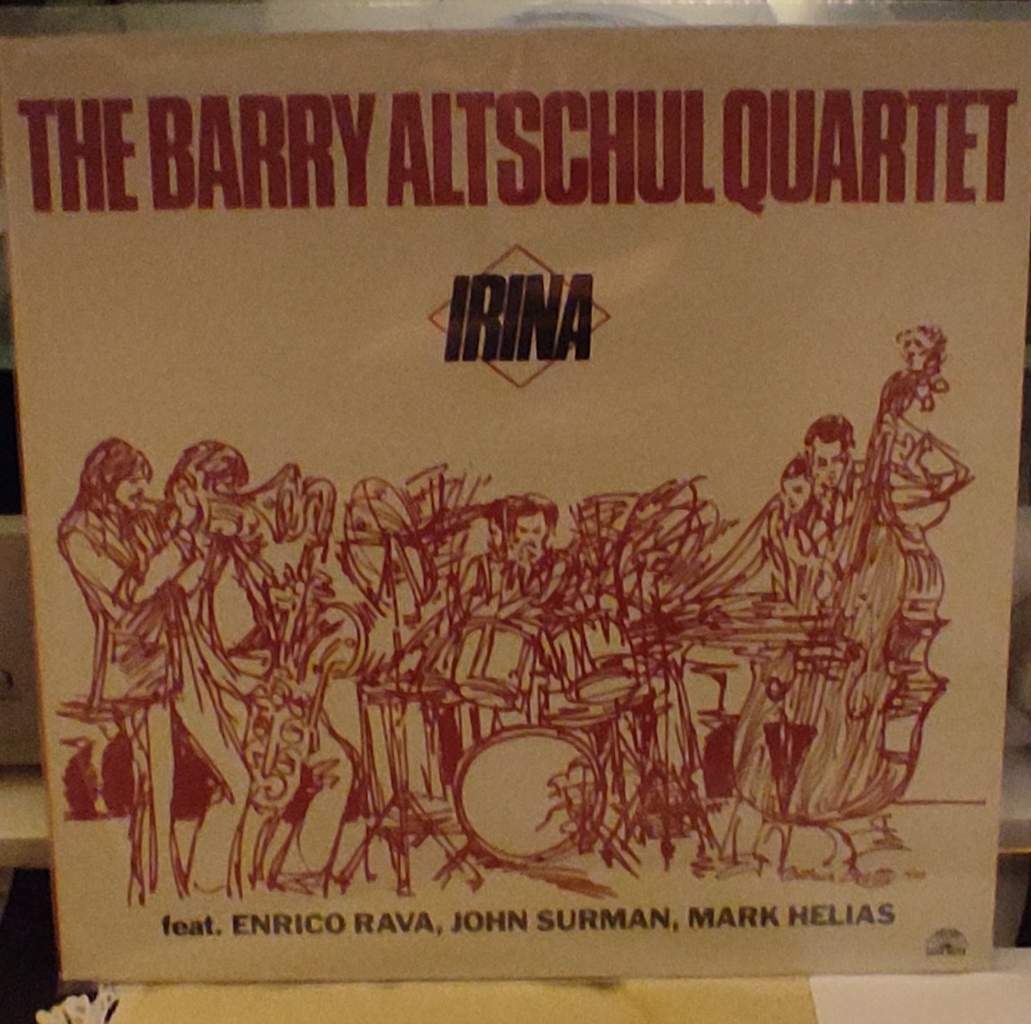 THE BARRY ALTSCHUL QUARTET
IRINA
feat. ENRICO RAVA, JOHN SURMAN, MARK HELIAS